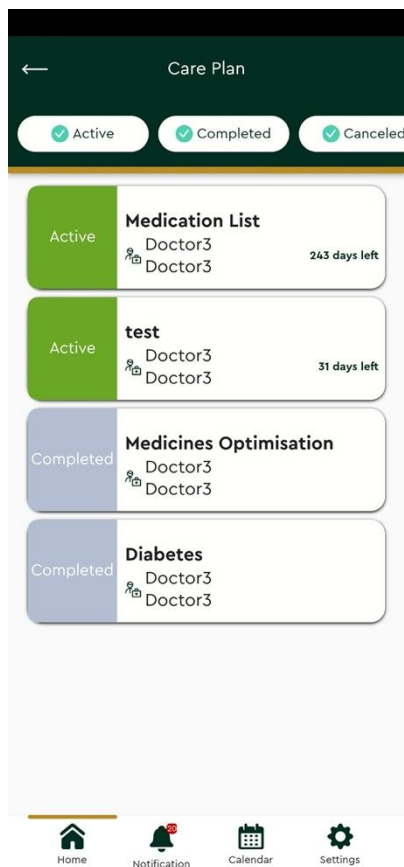 Care Plan
Active
Completed
Canceled
Active
Medication List
Doctor3
Doctor3
243 days left
Active
test
Doctor3
Doctor3
31 days left
Completed
Medicines Optimisation
Doctor3
Doctor3
Completed
Diabetes
Doctor3
Doctor3
20
Home
Notification
Calendar
Settings